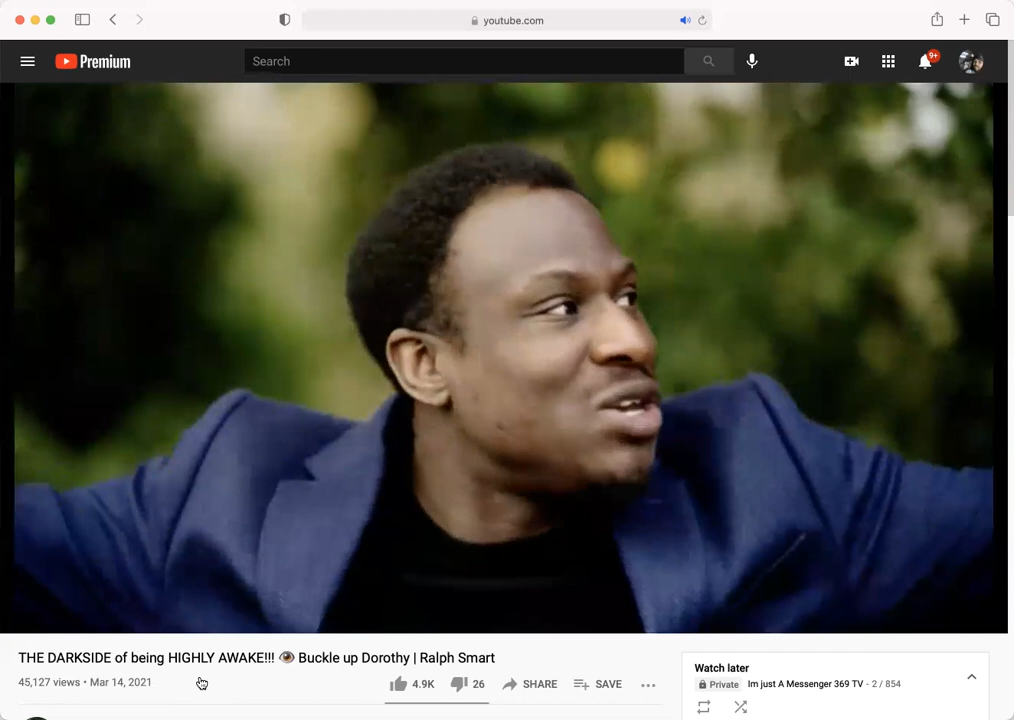 youtube.com
Premium
Search
9+
THE DARKSIDE of being HIGHLY AWAKE!!! 👁️ Buckle up Dorothy | Ralph Smart
45,127 views • Mar 14, 2021
4.9K
26
SHARE
SAVE
Watch later
Private
Im just A Messenger 369 TV - 2 / 854